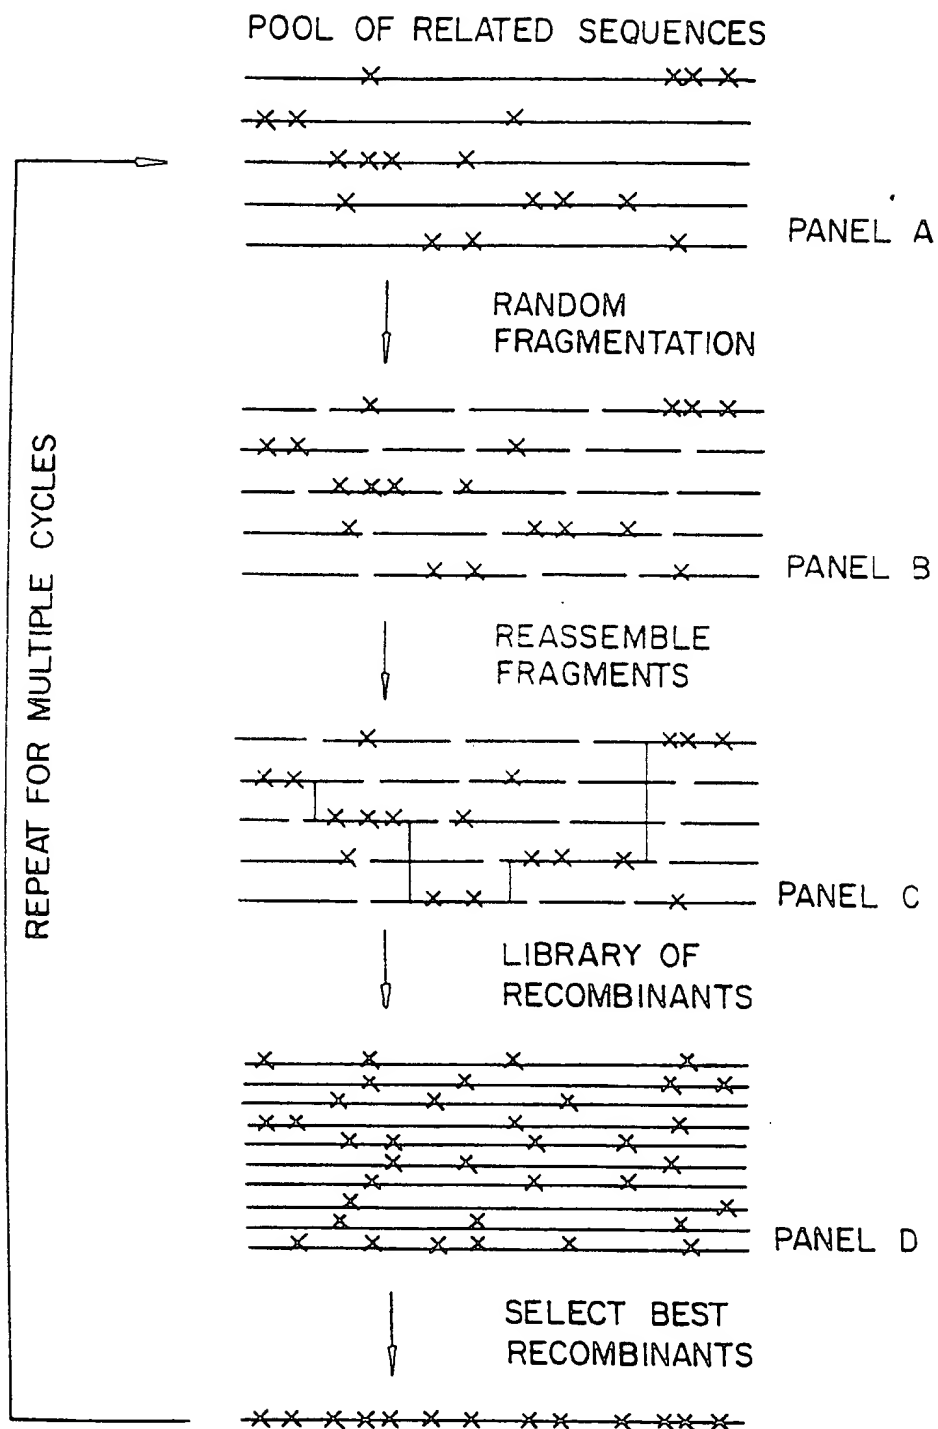 POOL OF RELATED SEQUENCES
PANEL A
RANDOM
FRAGMENTATION
PANEL B
REASSEMBLE
FRAGMENTS
PANEL C
LIBRARY OF
RECOMBINANTS
PANEL D
SELECT BEST
RECOMBINANTS
REPEAT FOR MULTIPLE CYCLES